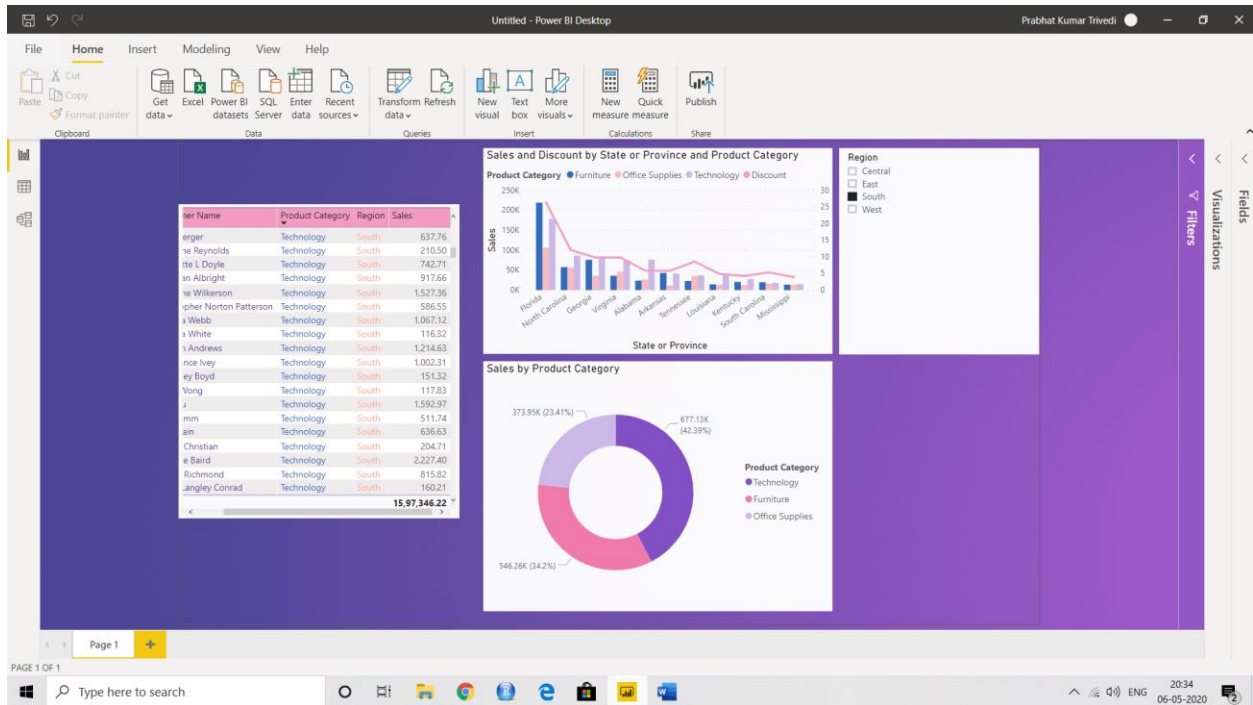 Untitled - Power BI Desktop
Prabhat Kumar Trivedi
File Home Insert Modeling View Help
Paste
Cut
Copy
Format painter
Clipboard
Get data
Excel
Power BI datasets
SQL Server
Enter data
Recent sources
Data
Transform data
Refresh
Queries
New visual
Text box
More visuals
Insert
New measure
Quick measure
Calculations
Publish
Share
ner Name Product Category Region Sales
erger Technology South 637.76
ne Reynolds Technology South 210.50
tte L Doyle Technology South 742.71
an Albright Technology South 917.66
ne Wilkerson Technology South 1,527.36
opher Norton Patterson Technology South 586.55
a Webb Technology South 1,067.12
a White Technology South 116.32
n Andrews Technology South 1,214.63
nce Ivey Technology South 1,002.31
ey Boyd Technology South 151.32
Wong Technology South 117.83
Technology South 1,592.97
mm Technology South 511.74
ain Technology South 636.63
Christian Technology South 204.71
e Baird Technology South 2,227.40
Richmond Technology South 815.82
Langley Conrad Technology South 160.21
15,97,346.22
Sales and Discount by State or Province and Product Category
Product Category Furniture Office Supplies Technology Discount
Sales
250K
200K
150K
100K
50K
0K
30
25
20
15
10
5
0
Florida
North Carolina
Georgia
Virginia
Alabama
Arkansas
Tennessee
Louisiana
Kentucky
South Carolina
Mississippi
State or Province
Region
Central
East
South
West
Sales by Product Category
373.95K (23.41%)
677.13K
(42.39%)
546.26K (34.2%)
Product Category
Technology
Furniture
Office Supplies
Filters
Visualizations
Fields
Page 1
PAGE 1 OF 1
Type here to search
ENG
20:34
06-05-2020
2